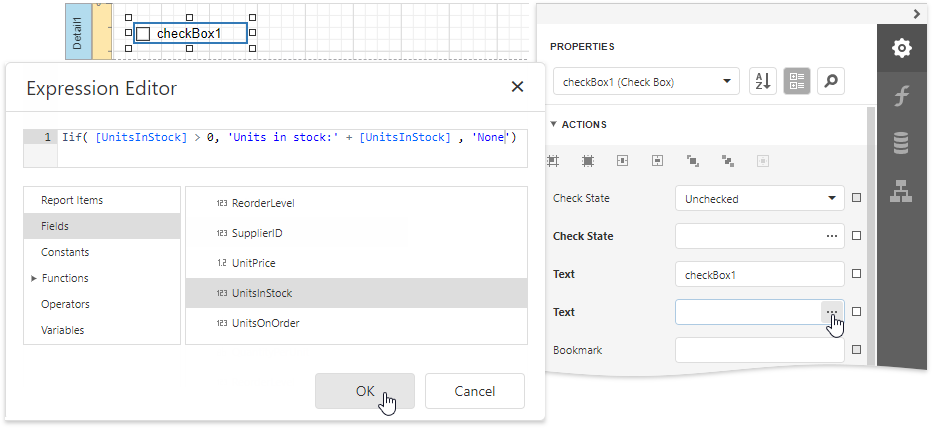 Detail1
checkBox1
Expression Editor
1 Iif( [UnitsInStock] > 0, 'Units in stock:' + [UnitsInStock] , 'None')
Report Items
Fields
Constants
Functions
Operators
Variables
123 ReorderLevel
123 SupplierID
1.2 UnitPrice
123 UnitsInStock
123 UnitsOnOrder
OK
Cancel
PROPERTIES
checkBox1 (Check Box)
A
Z
ACTIONS
Check State
Unchecked
Check State
...
Text
checkBox1
Text
...
Bookmark